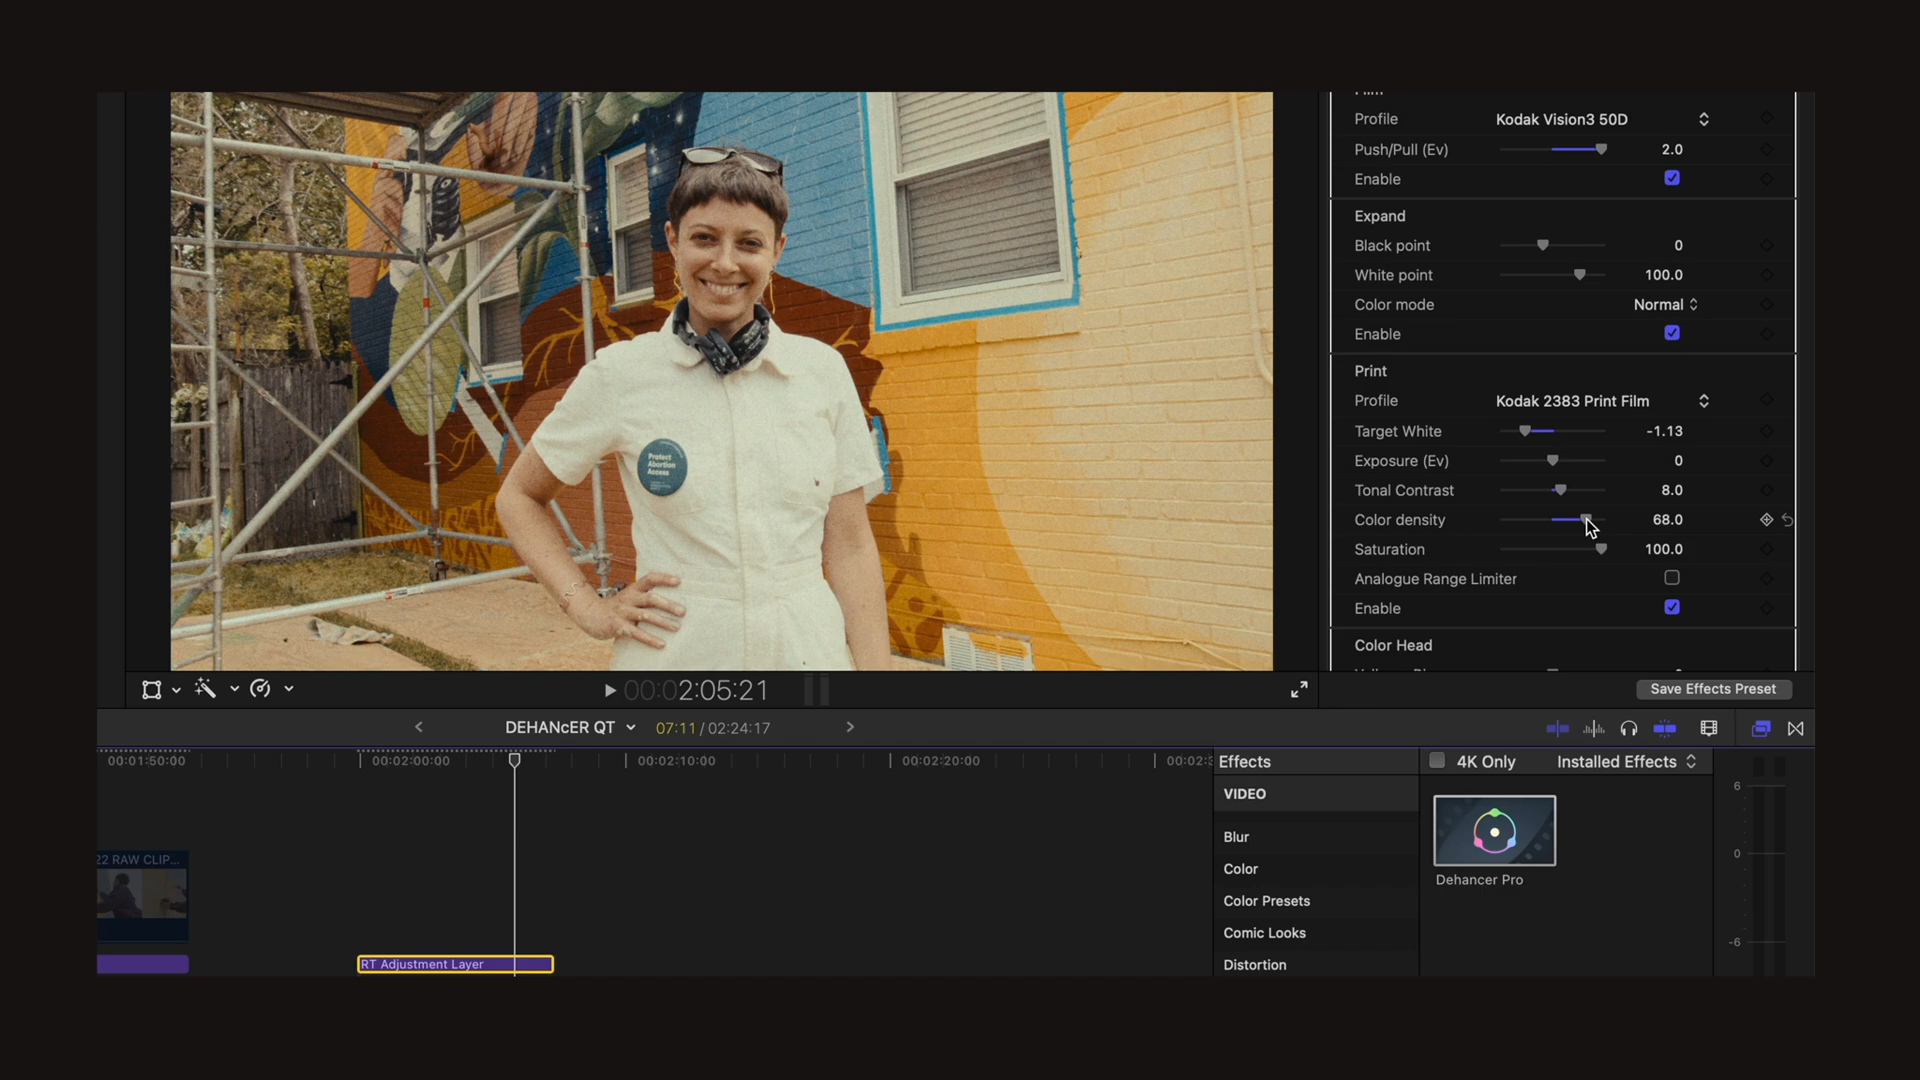 Profile Kodak Vision3 50D
Push/Pull (Ev) 2.0
Enable
Expand
Black point 0
White point 100.0
Color mode Normal
Enable
Print
Profile Kodak 2383 Print Film
Target White -1.13
Exposure (Ev) 0
Tonal Contrast 8.0
Color density 68.0
Saturation 100.0
Analogue Range Limiter
Enable
Color Head
Protect
Abortion
Access
00:02:05:21
Save Effects Preset
DEHANcER QT 07:11 / 02:24:17
00:01:50:00 00:02:00:00 00:02:10:00 00:02:20:00
Effects
4K Only Installed Effects
VIDEO
Blur
Color
Color Presets
Comic Looks
Distortion
Dehancer Pro
6
0
-6
22 RAW CLIP...
RT Adjustment Layer